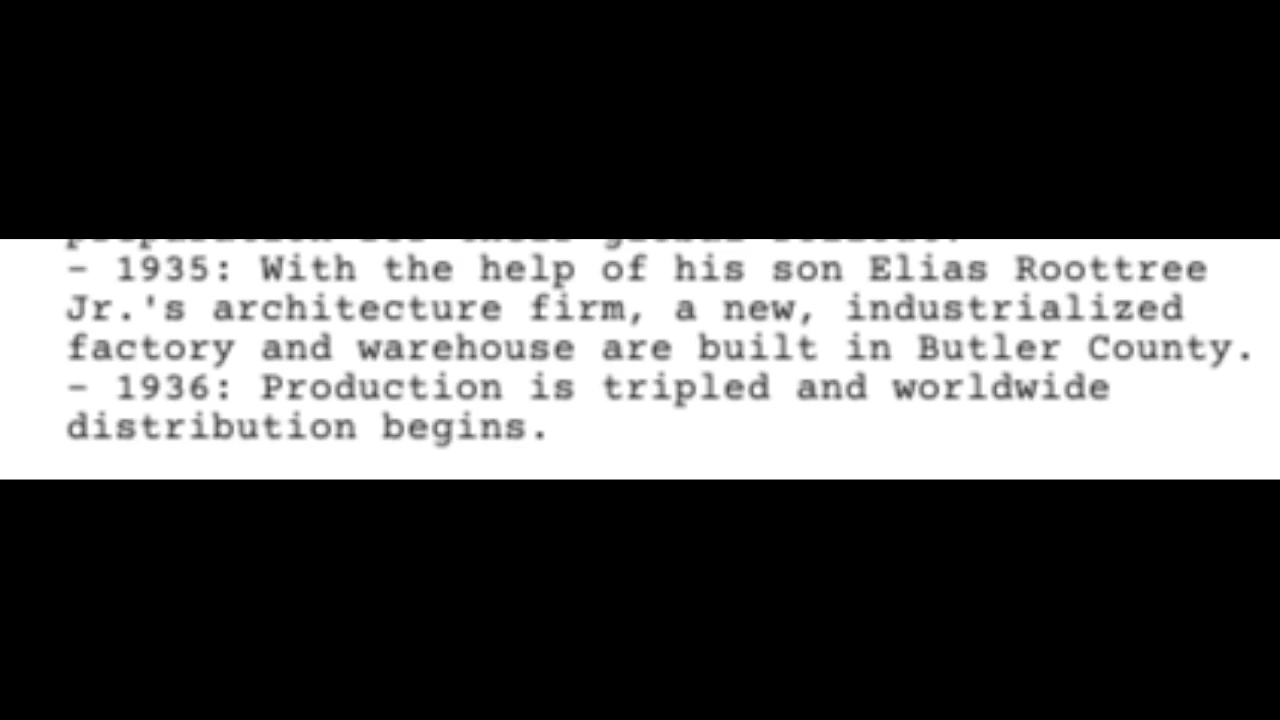 - 1935: With the help of his son Elias Roottree
Jr.'s architecture firm, a new, industrialized
factory and warehouse are built in Butler County.
- 1936: Production is tripled and worldwide
distribution begins.